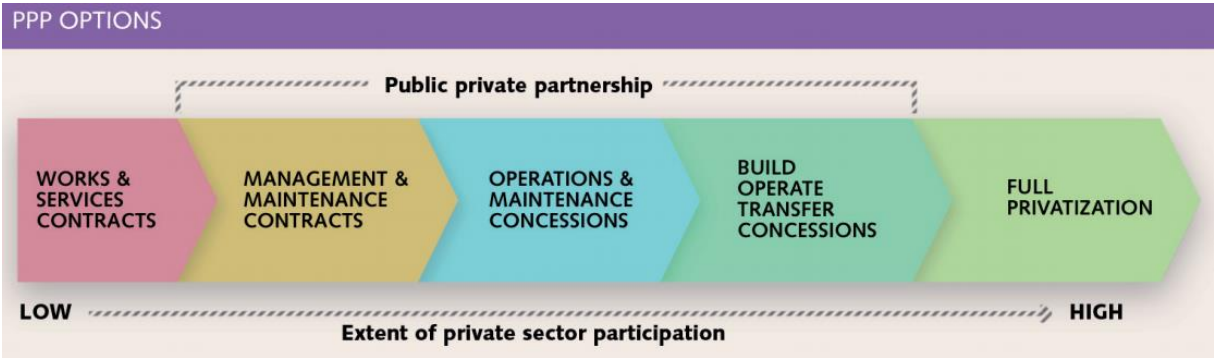 PPP OPTIONS
Public private partnership
WORKS &
SERVICES
CONTRACTS
MANAGEMENT &
MAINTENANCE
CONTRACTS
OPERATIONS &
MAINTENANCE
CONCESSIONS
BUILD
OPERATE
TRANSFER
CONCESSIONS
FULL
PRIVATIZATION
LOW
HIGH
Extent of private sector participation